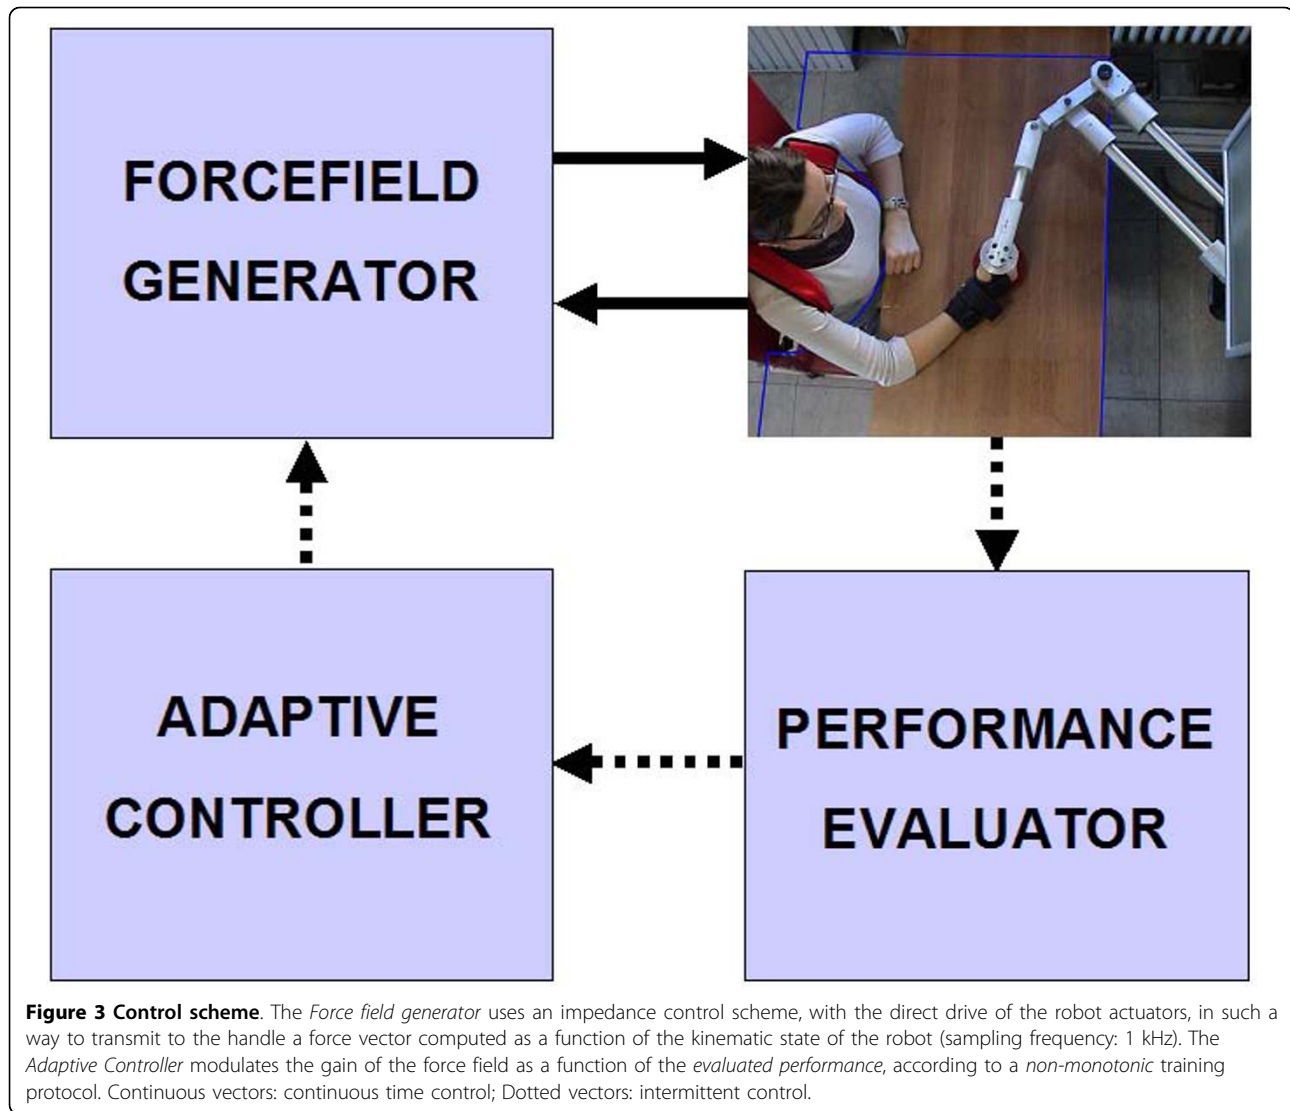 FORCEFIELD
GENERATOR
ADAPTIVE
CONTROLLER
PERFORMANCE
EVALUATOR
Figure 3 Control scheme. The Force field generator uses an impedance control scheme, with the direct drive of the robot actuators, in such a
way to transmit to the handle a force vector computed as a function of the kinematic state of the robot (sampling frequency: 1 kHz). The
Adaptive Controller modulates the gain of the force field as a function of the evaluated performance, according to a non-monotonic training
protocol. Continuous vectors: continuous time control; Dotted vectors: intermittent control.